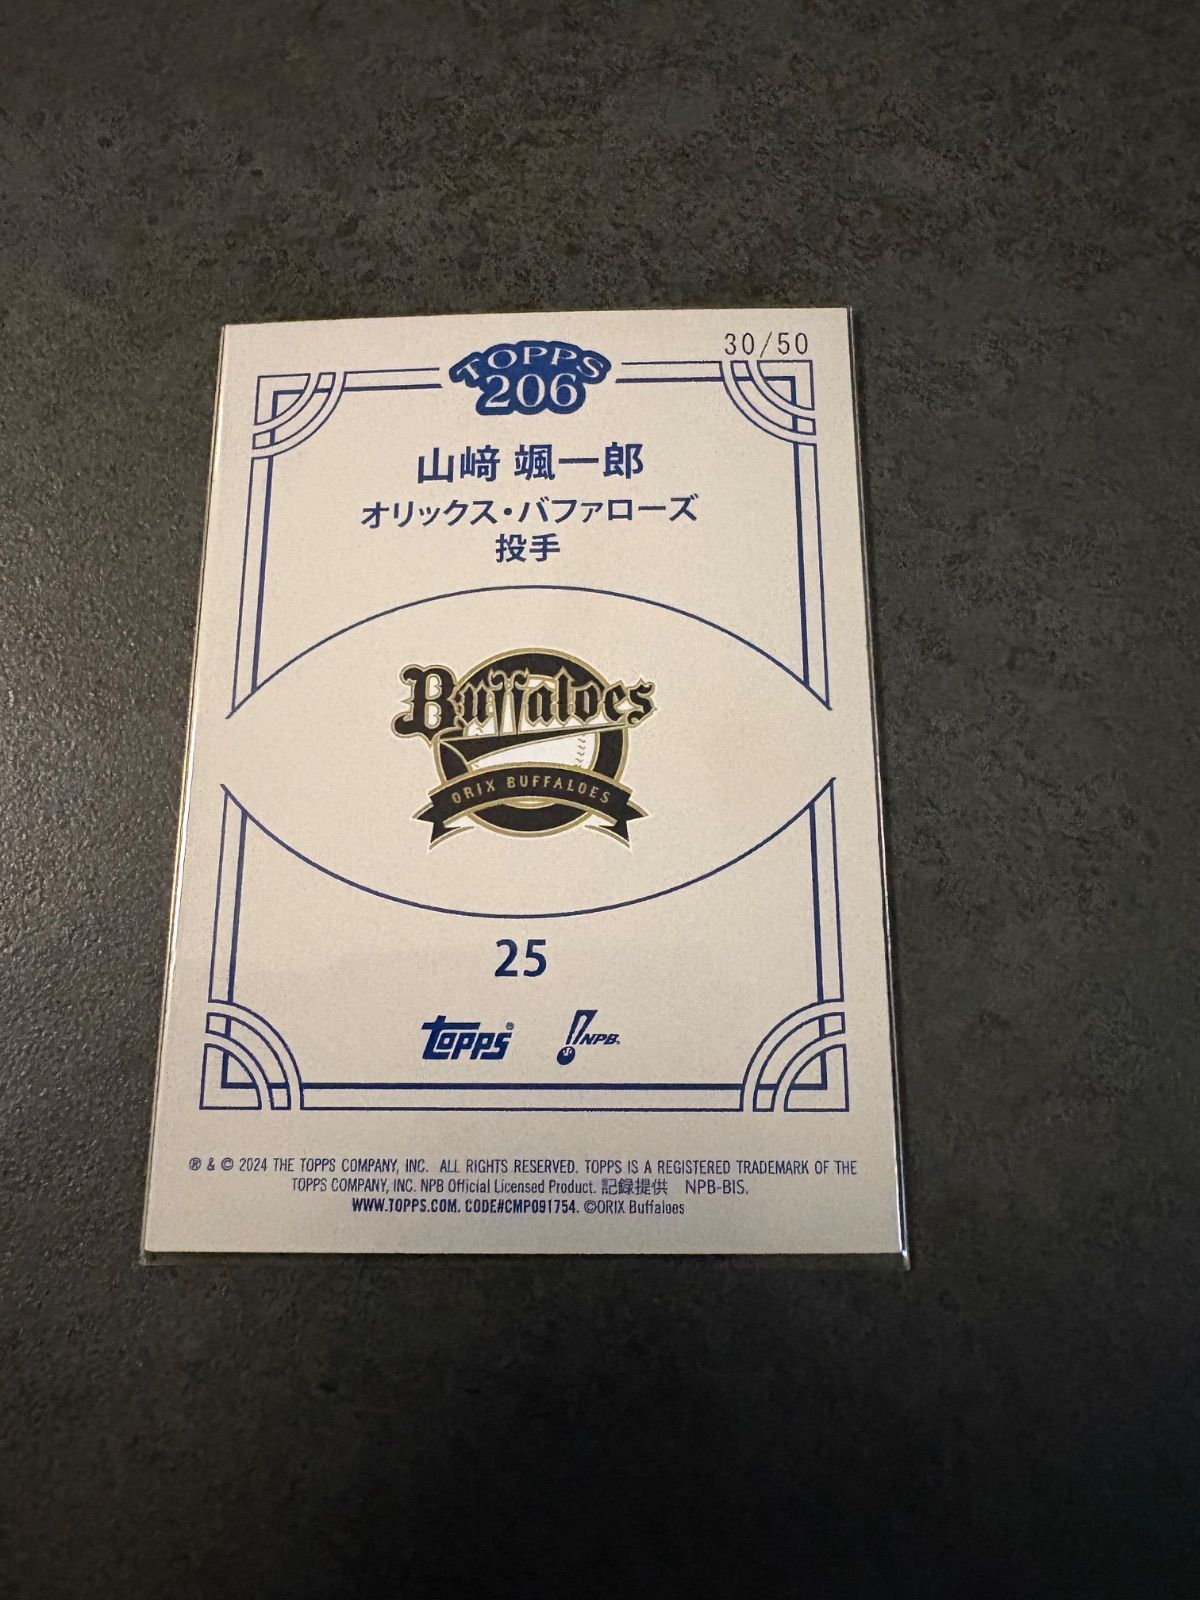 30/50
TOPPS
206
山﨑 颯一郎
オリックス・バファローズ
投手
Buffaloes
ORIX BUFFALOES
25
topps®
NPB®
® & © 2024 THE TOPPS COMPANY, INC. ALL RIGHTS RESERVED. TOPPS IS A REGISTERED TRADEMARK OF THE
TOPPS COMPANY, INC. NPB Official Licensed Product. 記録提供 NPB-BIS.
WWW.TOPPS.COM. CODE#CMP091754. ©ORIX Buffaloes